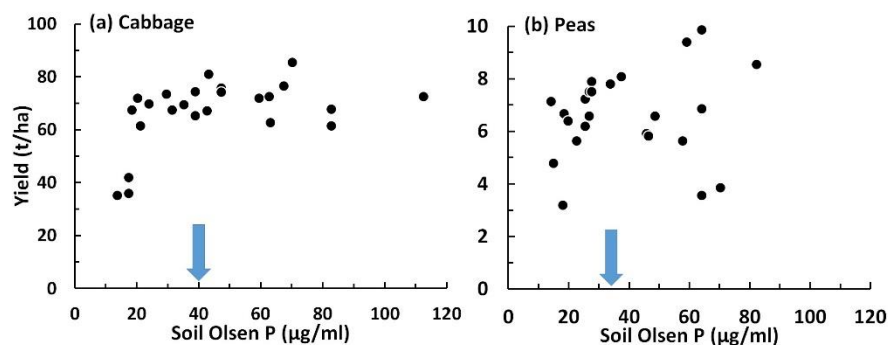 (a) Cabbage
Yield (t/ha)
100
80
60
40
20
0
0 20 40 60 80 100 120
Soil Olsen P (µg/ml)
(b) Peas
10
8
6
4
2
0
0 20 40 60 80 100 120
Soil Olsen P (µg/ml)